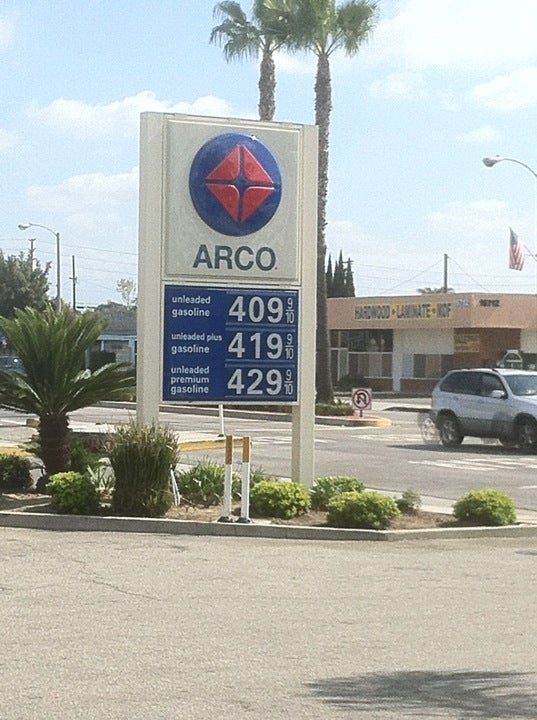 ARCO
unleaded
gasoline 409 9/10
unleaded plus
gasoline 419 9/10
unleaded
premium
gasoline 429 9/10
HARDWOOD • LAMINATE • MDF